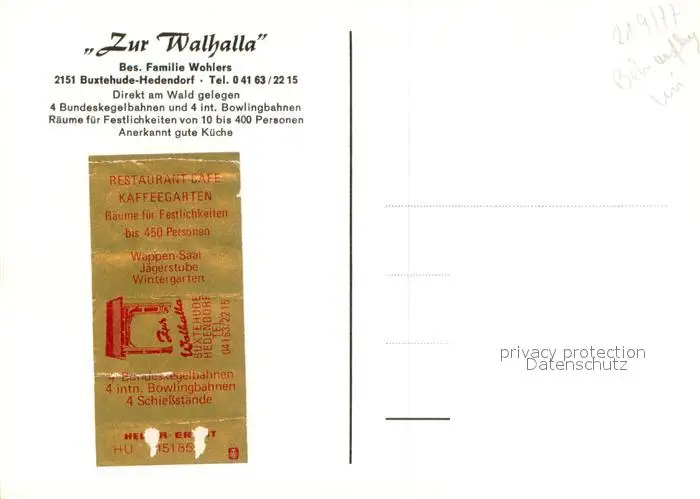 „Zur Walhalla"
Bes. Familie Wohlers
2151 Buxtehude-Hedendorf · Tel. 0 41 63 / 22 15
Direkt am Wald gelegen
4 Bundeskegelbahnen und 4 int. Bowlingbahnen
Räume für Festlichkeiten von 10 bis 400 Personen
Anerkannt gute Küche
RESTAURANT-CAFE
KAFFEEGARTEN
Räume für Festlichkeiten
bis 450 Personen
Wappen-Saal
Jägerstube
Wintergarten
Zur
Walhalla
BUXTEHUDE
HEDENDORF
TEL.
04163/2215
4 Bundeskegelbahnen
4 intn. Bowlingbahnen
4 Schießstände
HU
privacy protection
Datenschutz